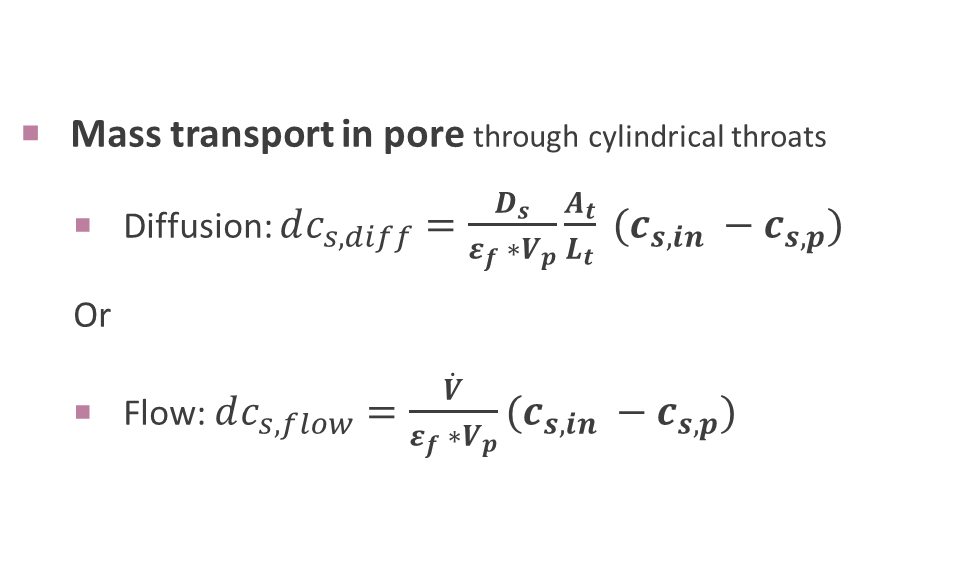 ▪ Mass transport in pore through cylindrical throats
▪ Diffusion: $dc_{s,diff} = \frac{D_s}{\varepsilon_f * V_p} \frac{A_t}{L_t} (c_{s,in} - c_{s,p})$
Or
▪ Flow: $dc_{s,flow} = \frac{\dot{V}}{\varepsilon_f * V_p} (c_{s,in} - c_{s,p})$